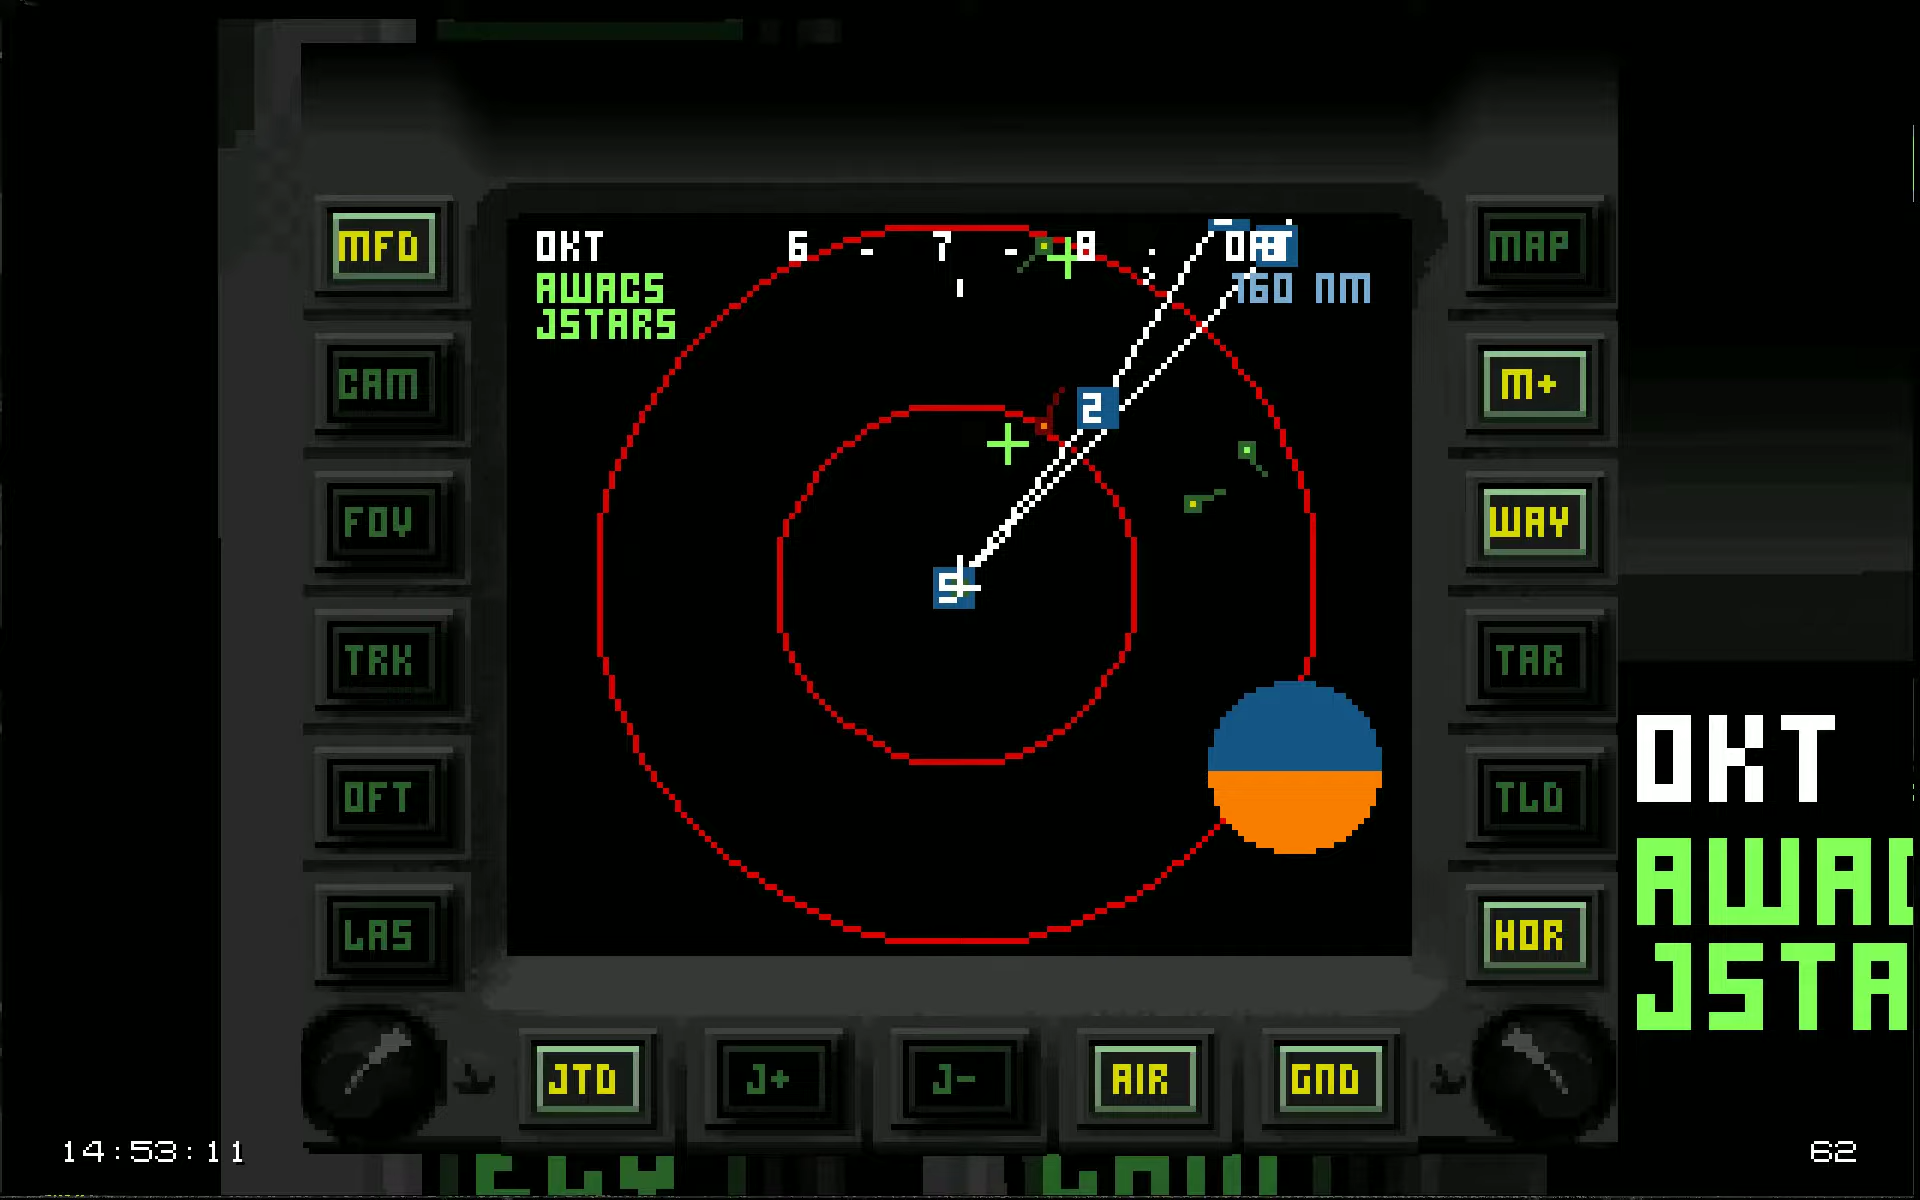 MFD
CAM
FOV
TRK
OFT
LAS
OKT
AWACS
JSTARS
6 - 7 - 8
160 NM
2
5
MAP
M+
WAY
TAR
TLD
HOR
JTD
J+
J-
AIR
GND
OKT
AWAC
JSTA
14:53:11
62